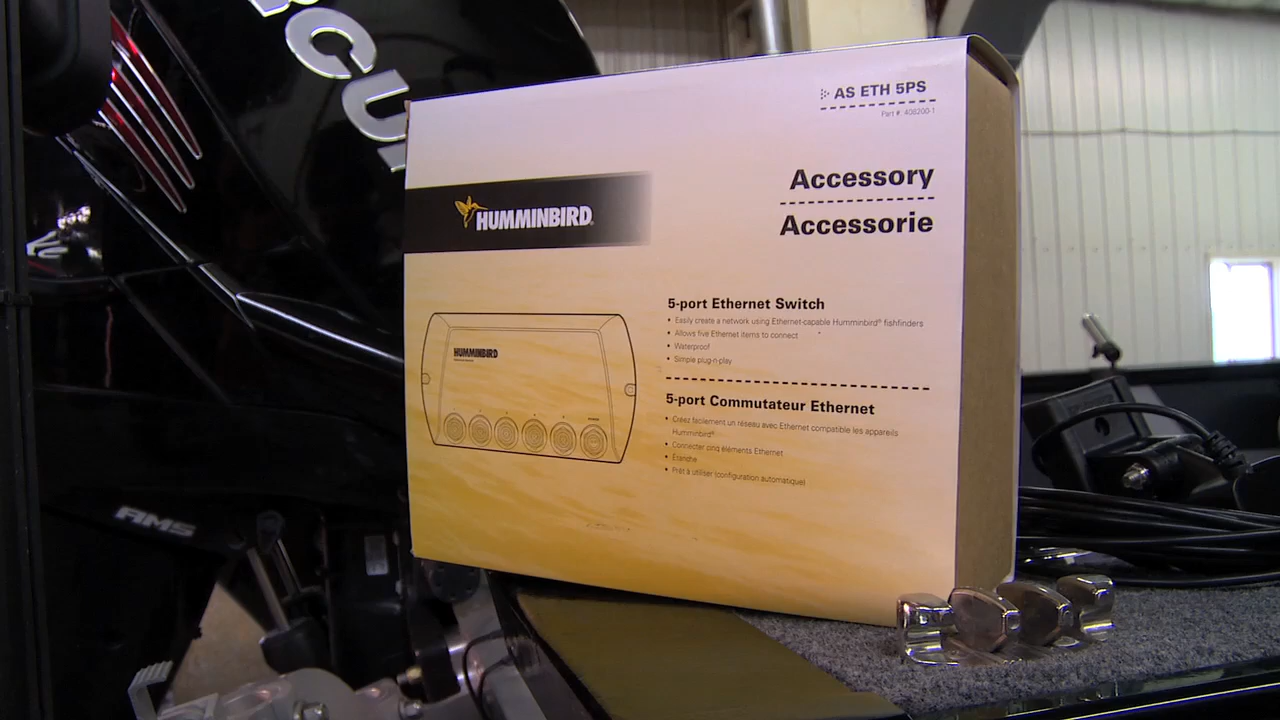 RCU
AS ETH 5PS
Part #: 408200-1
Accessory
Accessorie
HUMMINBIRD®
5-port Ethernet Switch
• Easily create a network using Ethernet-capable Humminbird® fishfinders
• Allows five Ethernet items to connect
• Waterproof
• Simple plug-n-play
HUMMINBIRD
5-port Commutateur Ethernet
• Créez facilement un réseau avec Ethernet compatible les appareils
Humminbird®
• Connecter cinq éléments Ethernet
• Étanche
• Prêt à utiliser (configuration automatique)
AMS